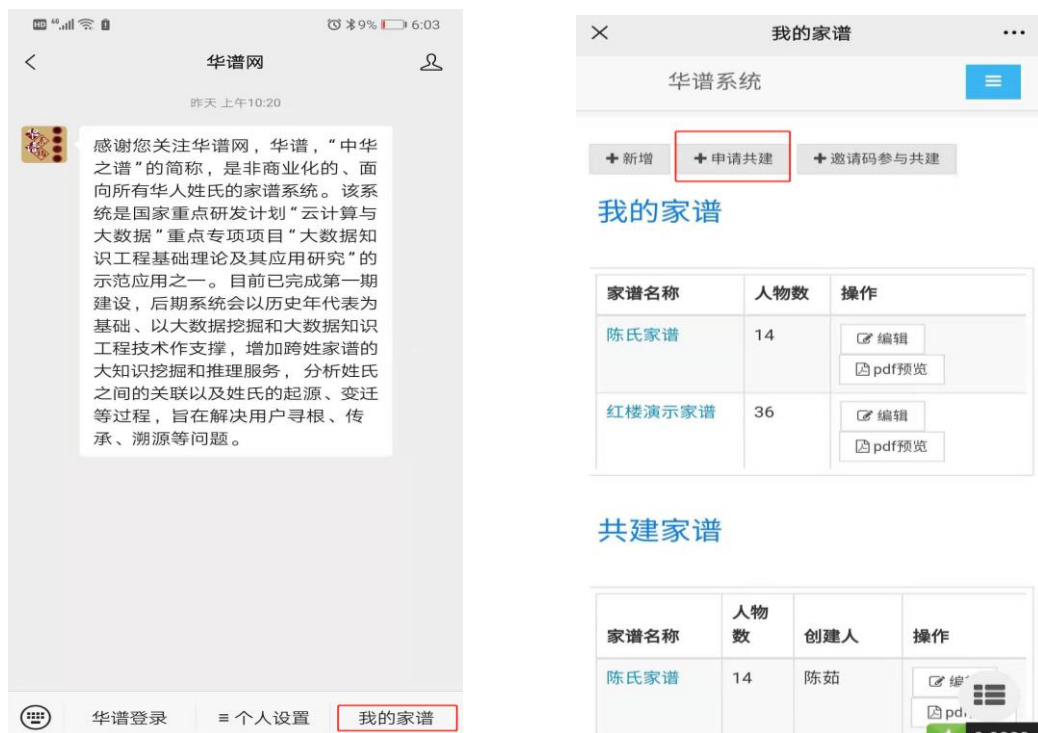 HD 46 9% 6:03
华谱网
昨天 上午10:20
感谢您关注华谱网，华谱，“中华
之谱”的简称，是非商业化的、面
向所有华人姓氏的家谱系统。该系
统是国家重点研发计划“云计算与
大数据”重点专项项目“大数据知
识工程基础理论及其应用研究”的
示范应用之一。目前已完成第一期
建设，后期系统会以历史年代表为
基础、以大数据挖掘和大数据知识
工程技术作支撑，增加跨姓家谱的
大知识挖掘和推理服务，分析姓氏
之间的关联以及姓氏的起源、变迁
等过程，旨在解决用户寻根、传
承、溯源等问题。
华谱登录 个人设置 我的家谱
我的家谱
华谱系统
新增 申请共建 邀请码参与共建
我的家谱
家谱名称 人物数 操作
陈氏家谱 14 编辑
pdf预览
红楼演示家谱 36 编辑
pdf预览
共建家谱
家谱名称 人物数 创建人 操作
陈氏家谱 14 陈茹 编
pd